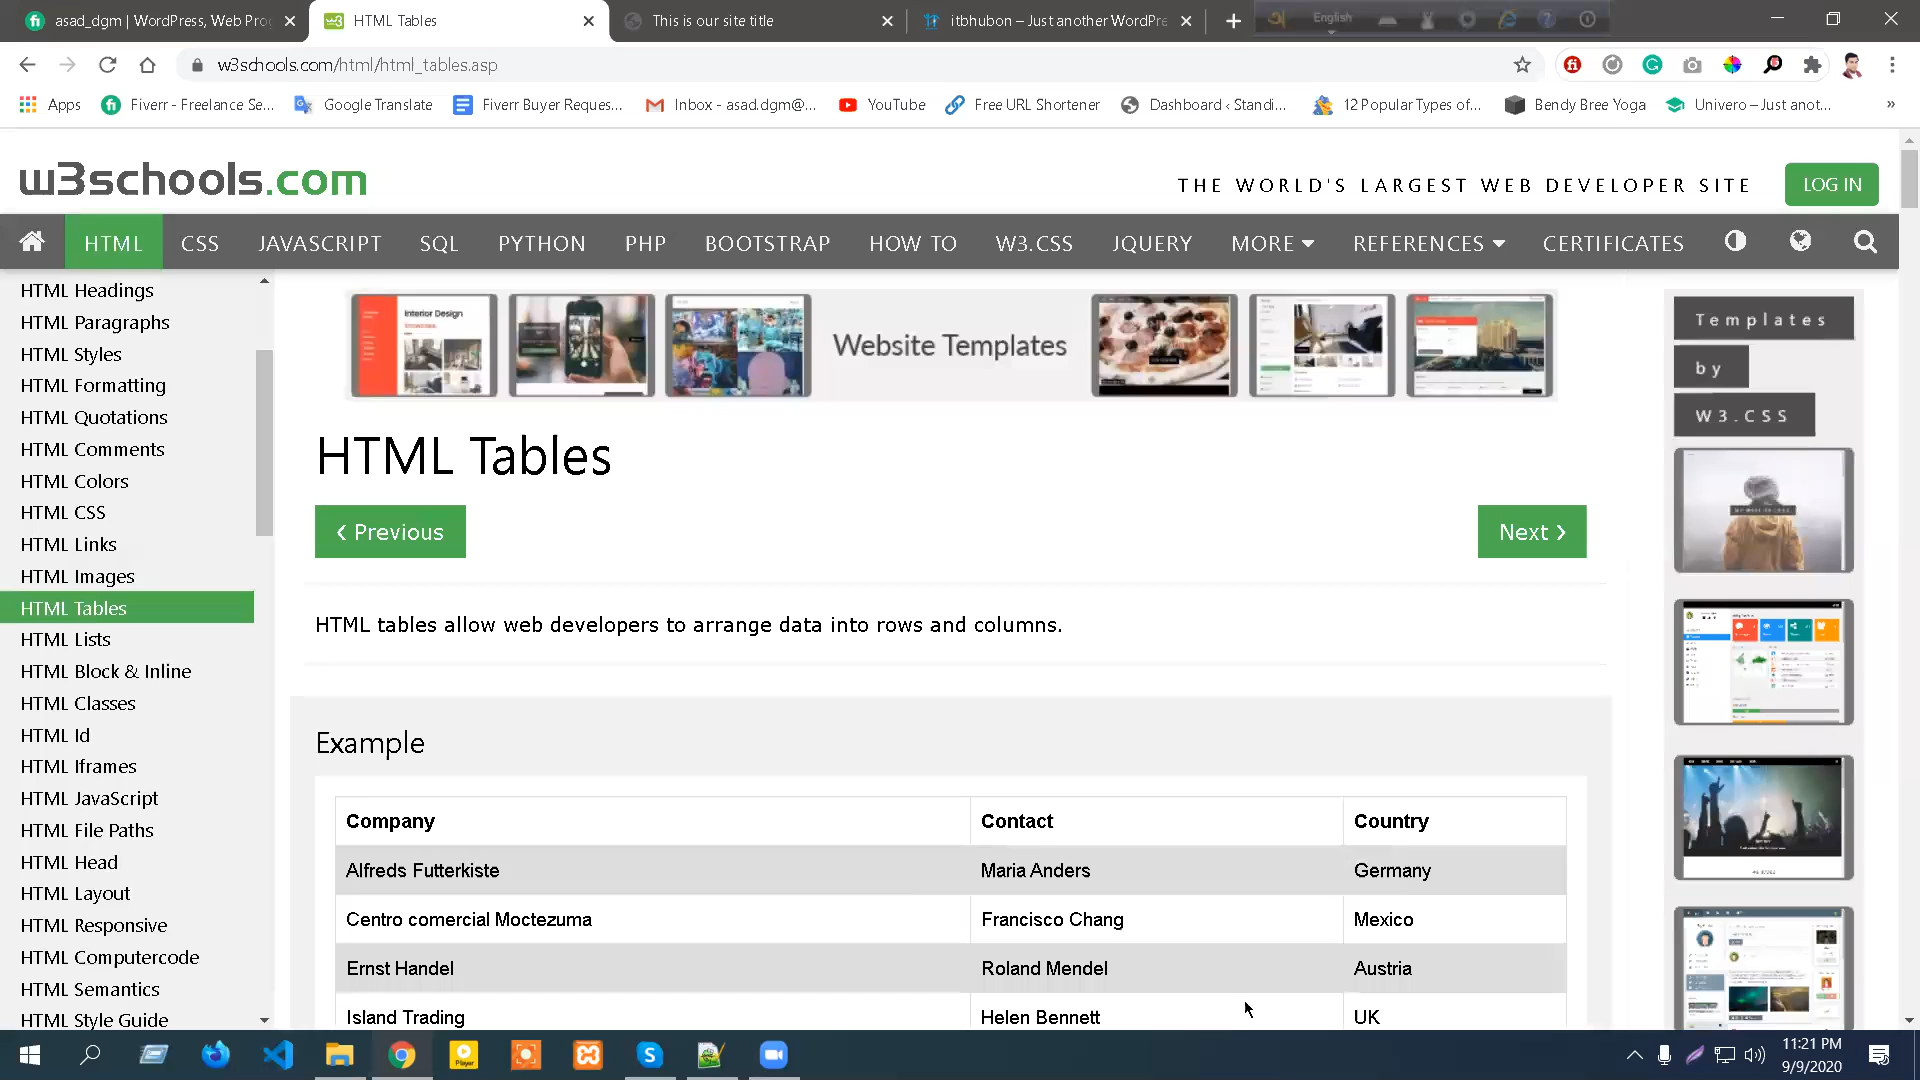 asad_dgm | WordPress, Web Pro
HTML Tables
This is our site title
itbhubon – Just another WordPre
English
w3schools.com/html/html_tables.asp
Apps
Fiverr - Freelance Se...
Google Translate
Fiverr Buyer Reques...
Inbox - asad.dgm@...
YouTube
Free URL Shortener
Dashboard ‹ Standi...
12 Popular Types of...
Bendy Bree Yoga
Univero – Just anot...
»
w3schools.com
THE WORLD'S LARGEST WEB DEVELOPER SITE
LOG IN
HTML CSS JAVASCRIPT SQL PYTHON PHP BOOTSTRAP HOW TO W3.CSS JQUERY MORE REFERENCES CERTIFICATES
HTML Headings
HTML Paragraphs
HTML Styles
HTML Formatting
HTML Quotations
HTML Comments
HTML Colors
HTML CSS
HTML Links
HTML Images
HTML Tables
HTML Lists
HTML Block & Inline
HTML Classes
HTML Id
HTML Iframes
HTML JavaScript
HTML File Paths
HTML Head
HTML Layout
HTML Responsive
HTML Computercode
HTML Semantics
HTML Style Guide
Interior Design
Website Templates
HTML Tables
❮ Previous
Next ❯
HTML tables allow web developers to arrange data into rows and columns.
Example
Company Contact Country
Alfreds Futterkiste Maria Anders Germany
Centro comercial Moctezuma Francisco Chang Mexico
Ernst Handel Roland Mendel Austria
Island Trading Helen Bennett UK
Templates
by
W3.CSS
Player
11:21 PM
9/9/2020